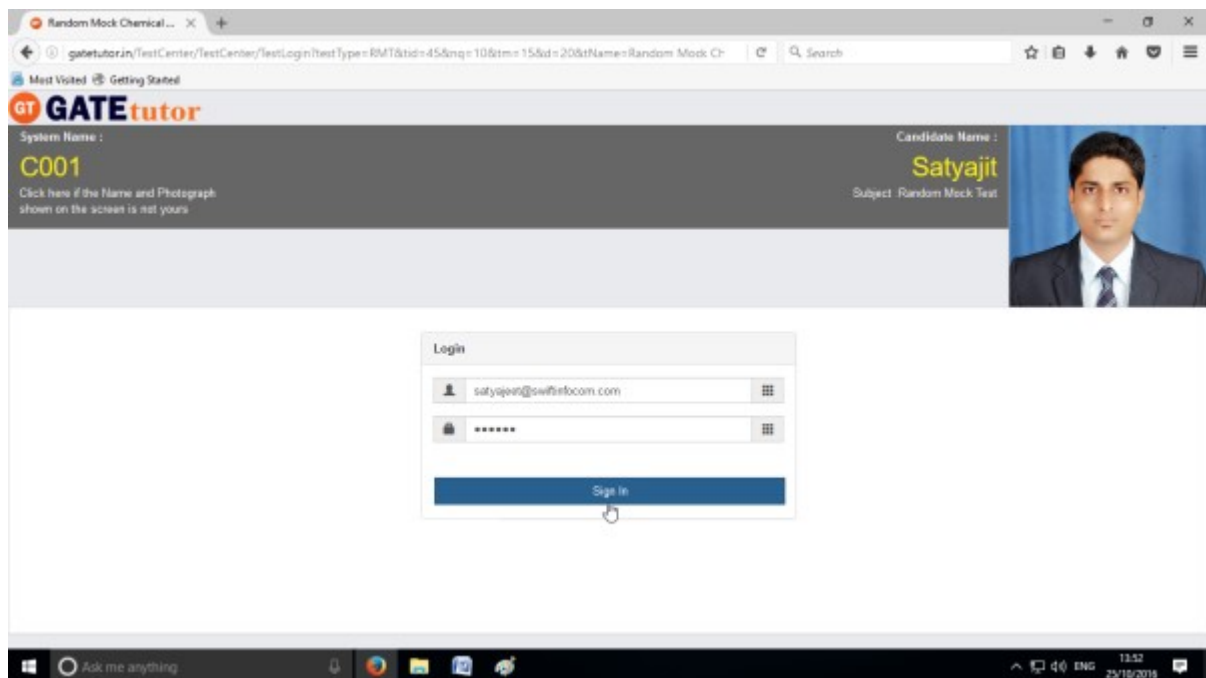 Random Mock Chemical ...
gatetutor.in/TestCenter/TestCenter/TestLogin?testType=RMT&tid=45&nq=10&tm=15&d=20&tName=Random Mock Ch
Search
Most Visited Getting Started
GT GATEtutor
System Name :
C001
Click here if the Name and Photograph
shown on the screen is not yours
Candidate Name :
Satyajit
Subject :Random Mock Test
Login
satyajeet@swiftinfocom.com
••••••
Sign In
Ask me anything
ENG
13:52
25/10/2016